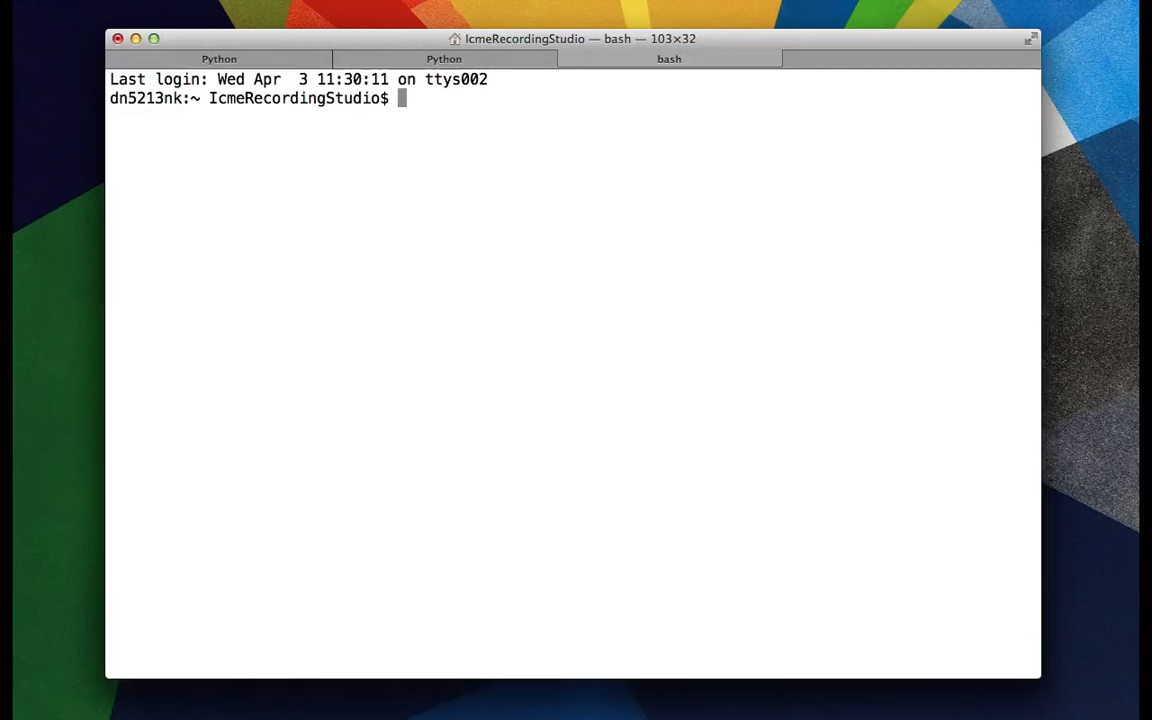 IcmeRecordingStudio — bash — 103×32
Python
Python
bash
Last login: Wed Apr  3 11:30:11 on ttys002
dn5213nk:~ IcmeRecordingStudio$